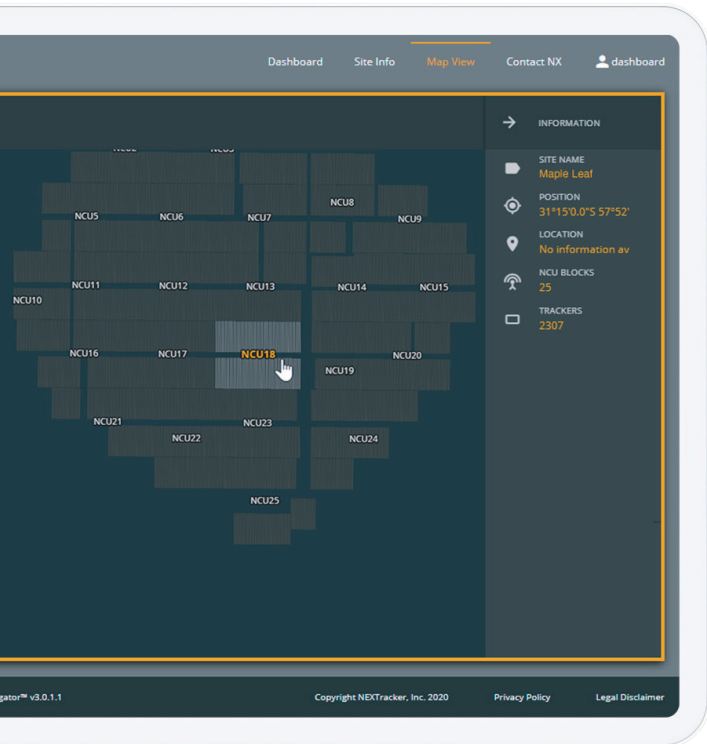 Dashboard
Site Info
Map View
Contact NX
dashboard
INFORMATION
SITE NAME
Maple Leaf
POSITION
31°15'0.0"S 57°52'
LOCATION
No information av
NCU BLOCKS
25
TRACKERS
2307
NCU8
NCU5
NCU6
NCU7
NCU9
NCU11
NCU12
NCU13
NCU14
NCU15
NCU10
NCU16
NCU17
NCU18
NCU20
NCU19
NCU21
NCU23
NCU22
NCU24
NCU25
gator™ v3.0.1.1
Copyright NEXTracker, Inc. 2020
Privacy Policy
Legal Disclaimer